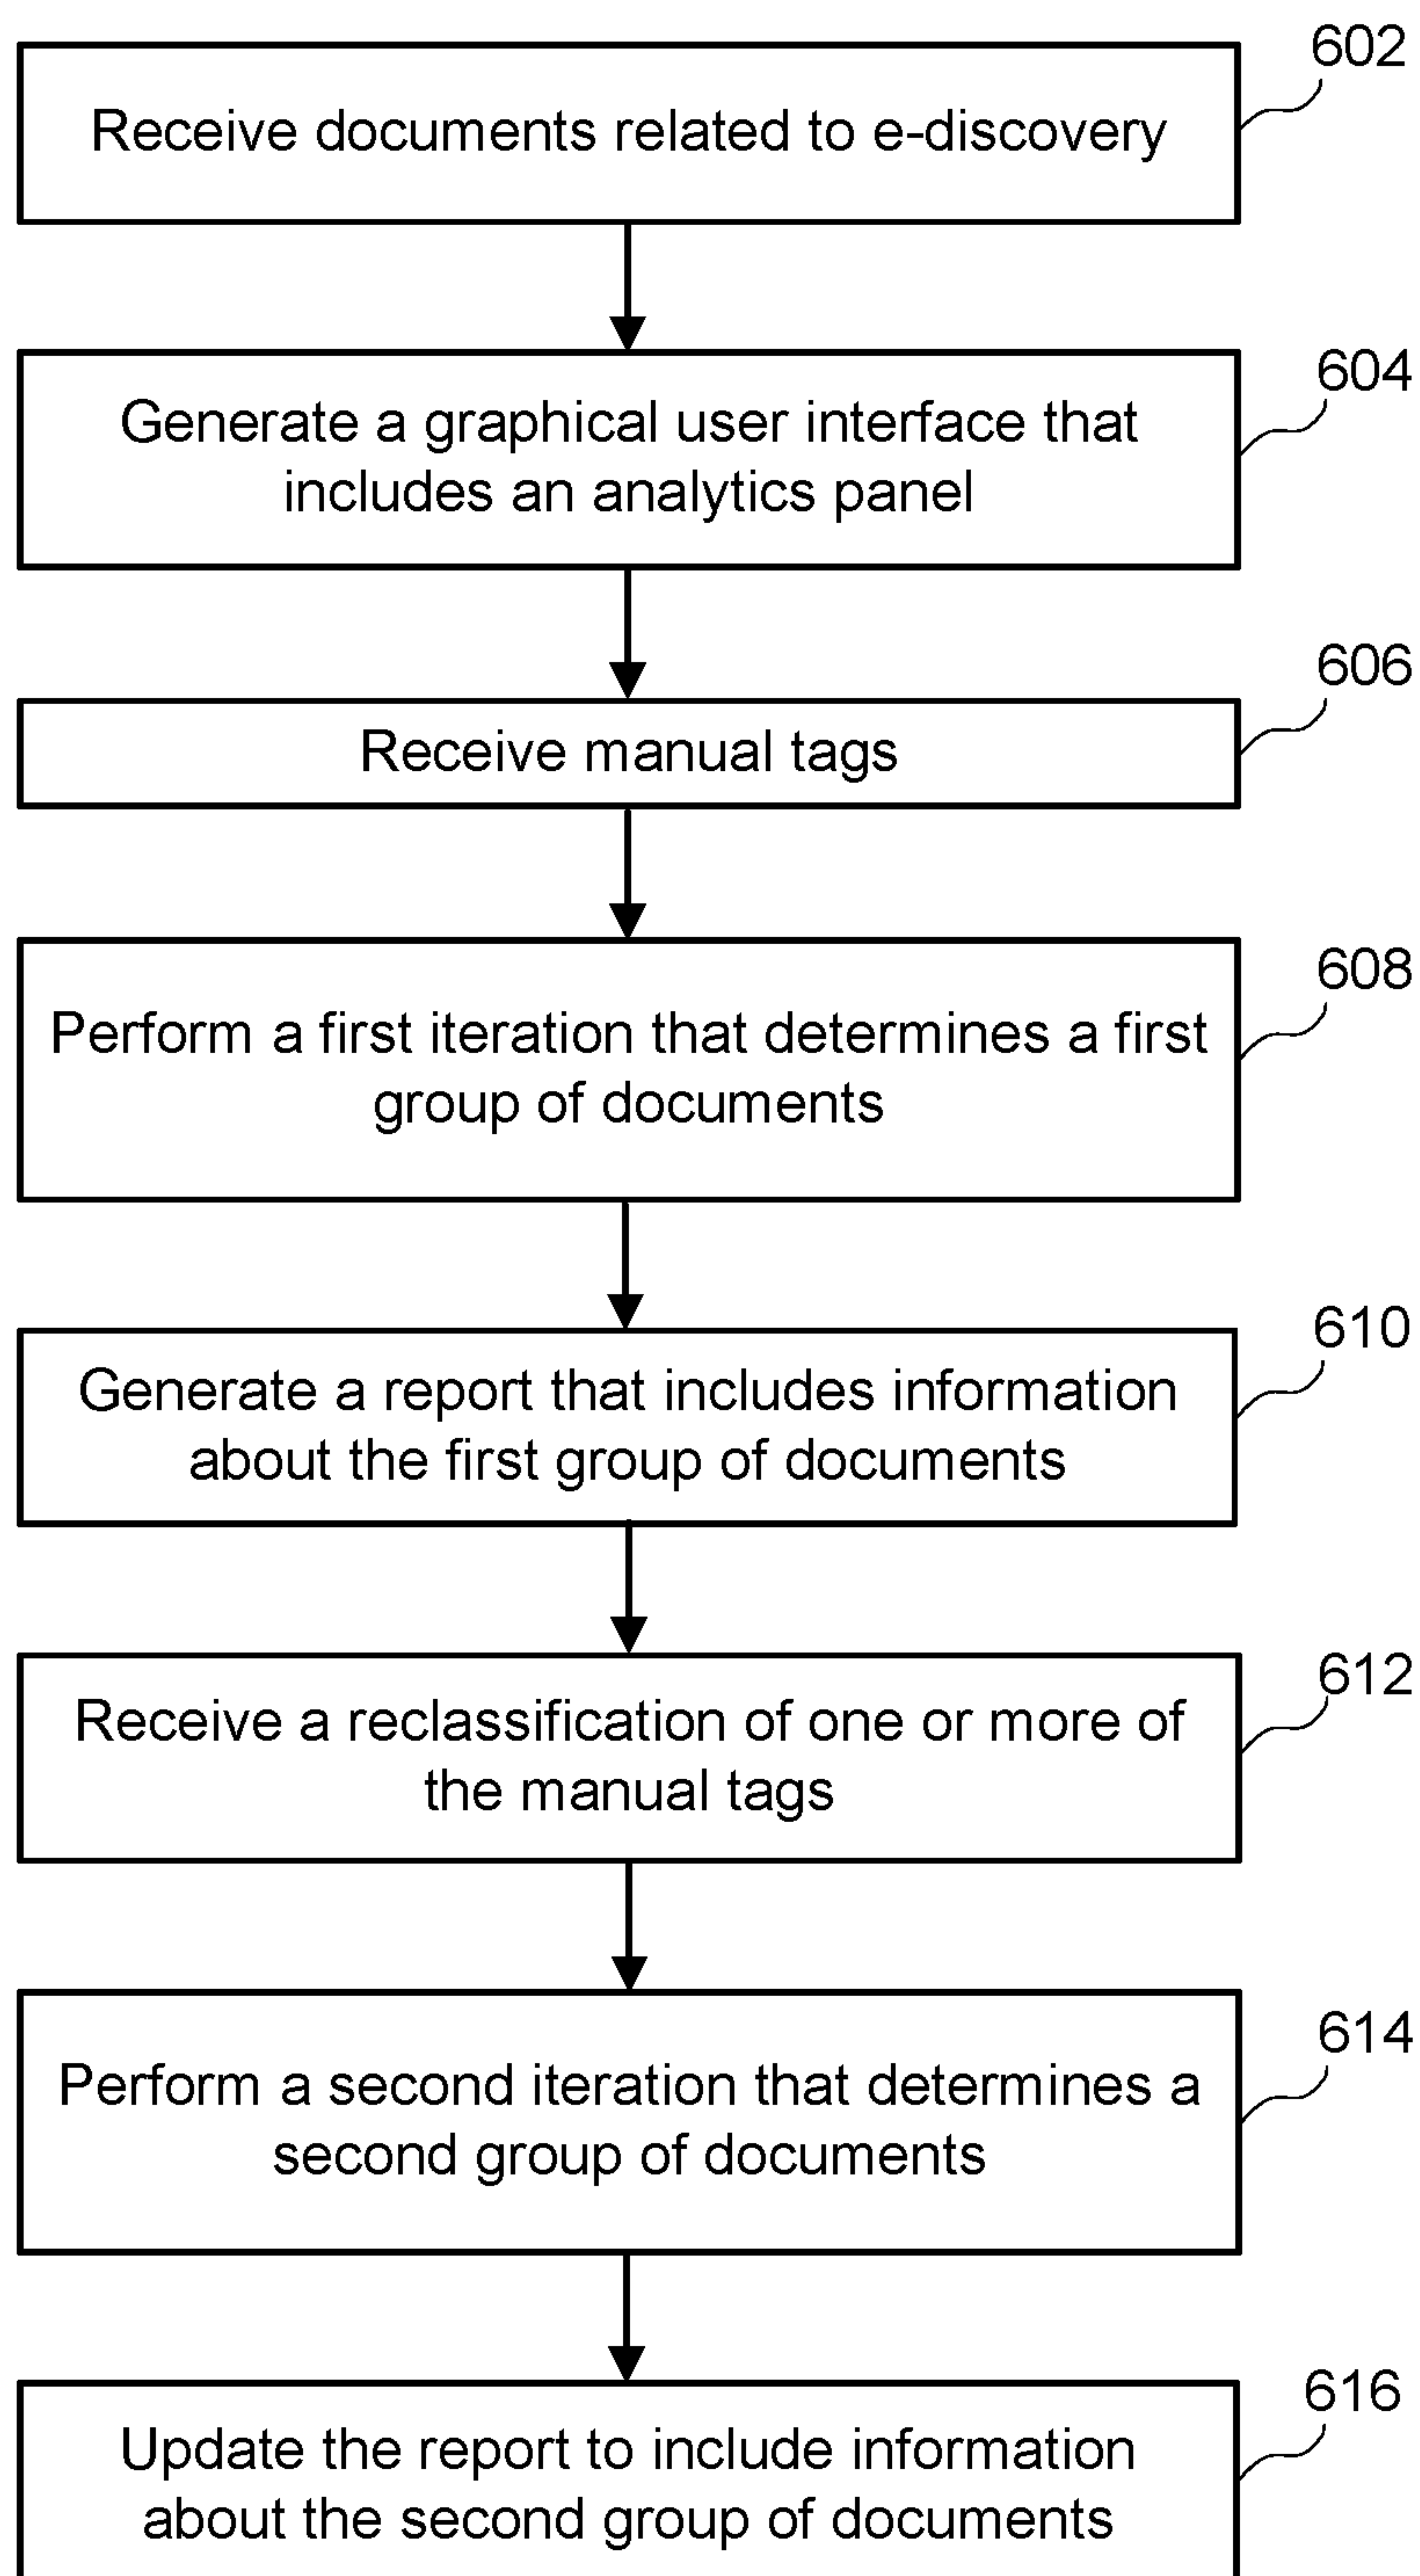 602
Receive documents related to e-discovery
604
Generate a graphical user interface that
includes an analytics panel
606
Receive manual tags
608
Perform a first iteration that determines a first
group of documents
610
Generate a report that includes information
about the first group of documents
612
Receive a reclassification of one or more of
the manual tags
614
Perform a second iteration that determines a
second group of documents
616
Update the report to include information
about the second group of documents